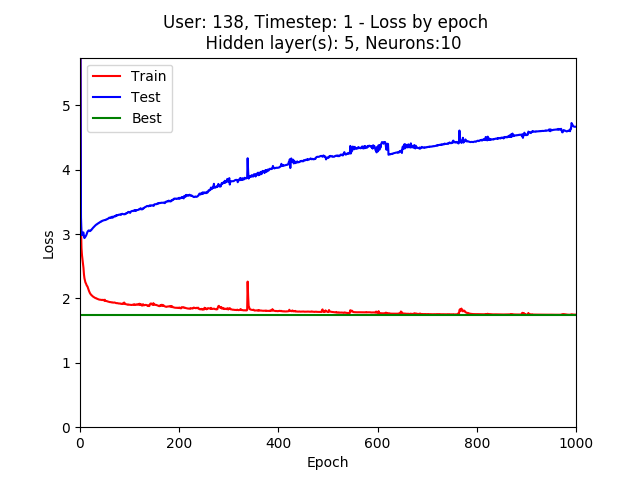 User: 138, Timestep: 1 - Loss by epoch
Hidden layer(s): 5, Neurons:10
Train
Test
Best
5
4
3
2
1
0
Loss
0 200 400 600 800 1000
Epoch